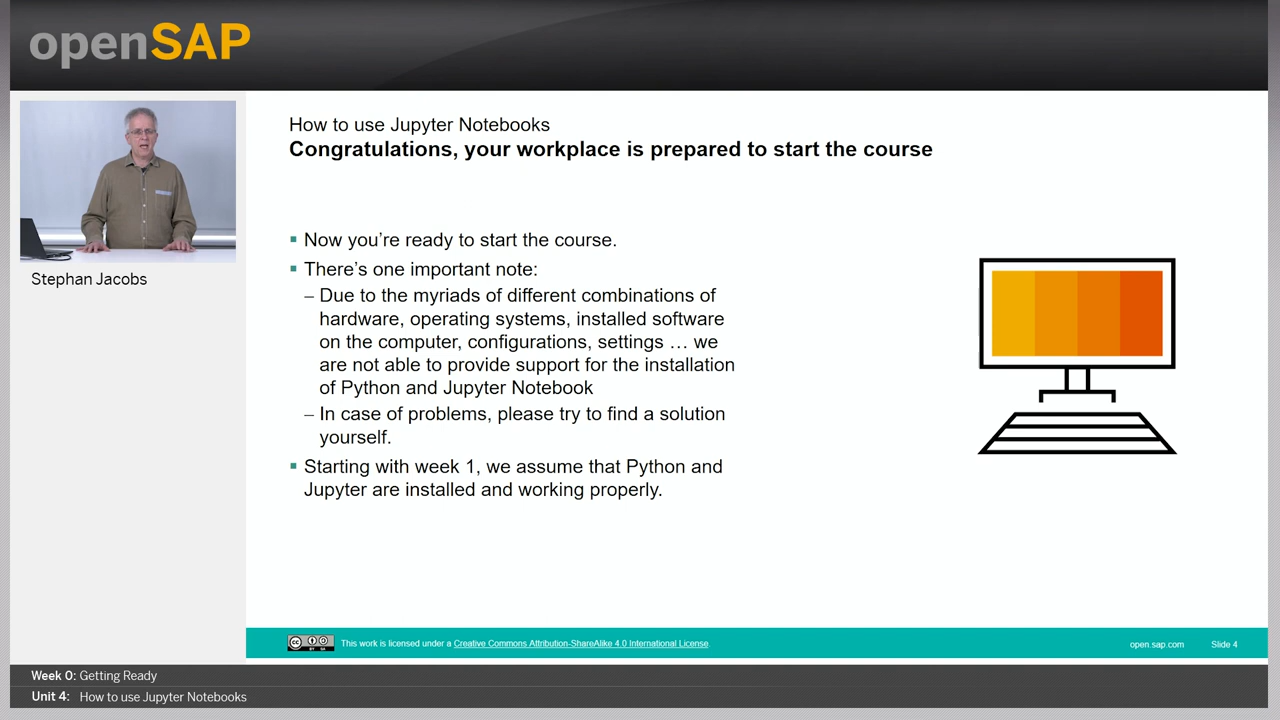 openSAP
How to use Jupyter Notebooks
Congratulations, your workplace is prepared to start the course
Stephan Jacobs
▪ Now you're ready to start the course.
▪ There's one important note:
– Due to the myriads of different combinations of
hardware, operating systems, installed software
on the computer, configurations, settings … we
are not able to provide support for the installation
of Python and Jupyter Notebook
– In case of problems, please try to find a solution
yourself.
▪ Starting with week 1, we assume that Python and
Jupyter are installed and working properly.
This work is licensed under a Creative Commons Attribution-ShareAlike 4.0 International License.
open.sap.com Slide 4
Week 0: Getting Ready
Unit 4: How to use Jupyter Notebooks